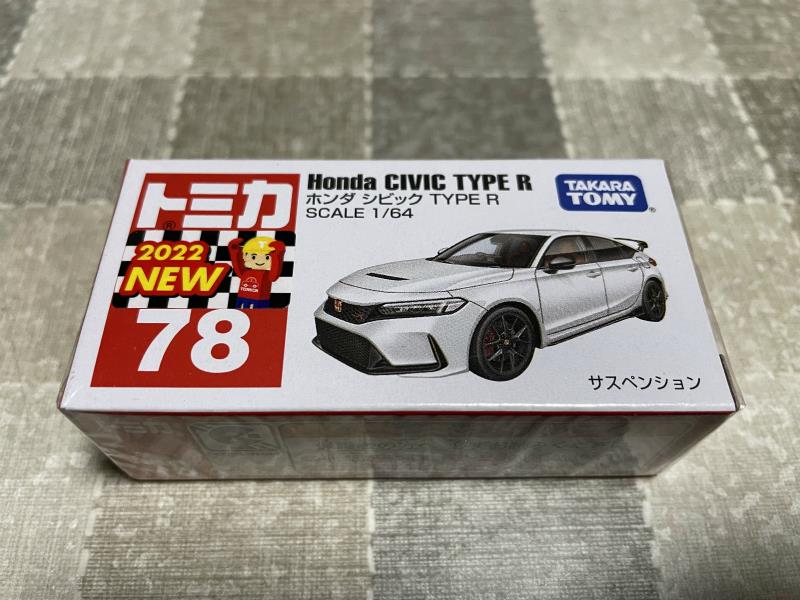 トミカ
®
2022
NEW
TOMICA
78
Honda CIVIC TYPE R
ホンダ シビック TYPE R
SCALE 1/64
TAKARA
TOMY
®
サスペンション